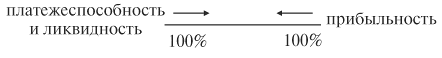 платежеспособность
и ликвидность
прибыльность
100%
100%